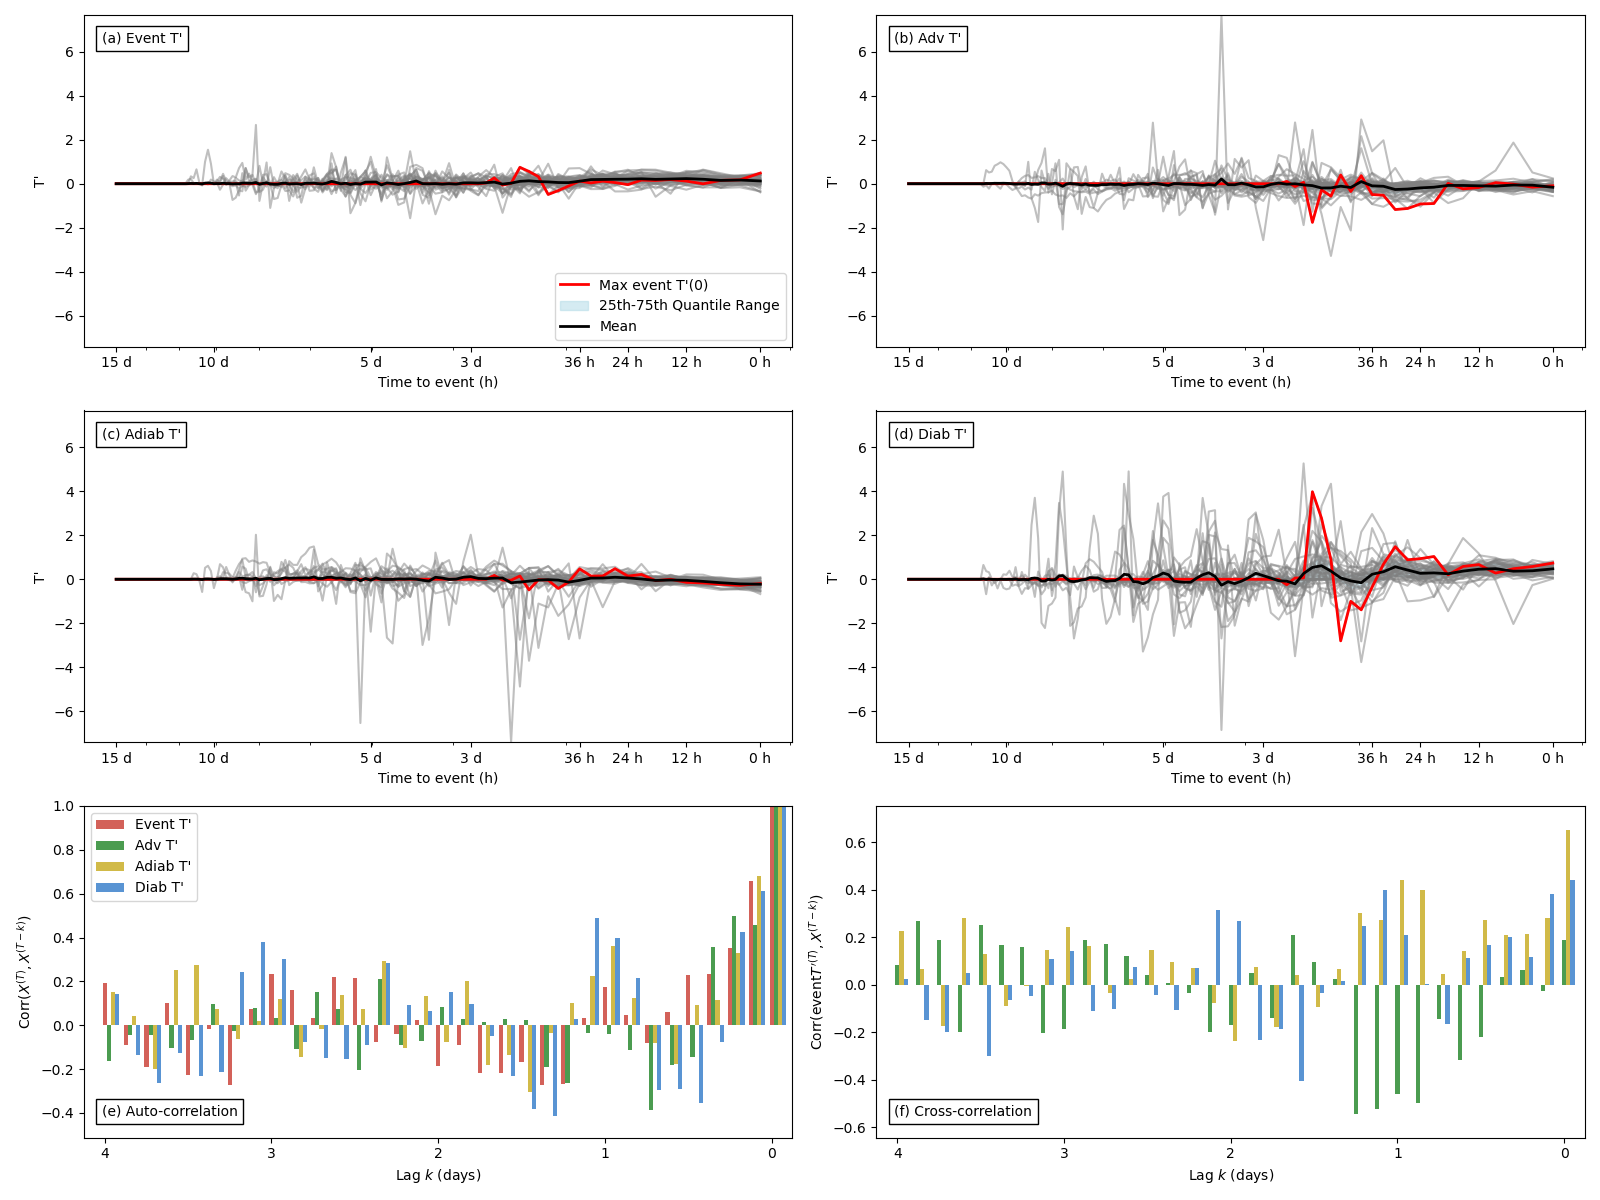 (a) Event T'
6
4
2
0
−2
−4
−6
T'
Max event T'(0)
25th-75th Quantile Range
Mean
15 d
10 d
5 d
3 d
36 h
24 h
12 h
0 h
Time to event (h)
(b) Adv T'
6
4
2
0
−2
−4
−6
T'
15 d
10 d
5 d
3 d
36 h
24 h
12 h
0 h
Time to event (h)
(c) Adiab T'
6
4
2
0
−2
−4
−6
T'
15 d
10 d
5 d
3 d
36 h
24 h
12 h
0 h
Time to event (h)
(d) Diab T'
6
4
2
0
−2
−4
−6
T'
15 d
10 d
5 d
3 d
36 h
24 h
12 h
0 h
Time to event (h)
1.0
0.8
0.6
0.4
0.2
0.0
−0.2
−0.4
Corr(X^(T), X^(T−k))
Event T'
Adv T'
Adiab T'
Diab T'
(e) Auto-correlation
4
3
2
1
0
Lag k (days)
0.6
0.4
0.2
0.0
−0.2
−0.4
−0.6
Corr(eventT'^(T), X^(T−k))
(f) Cross-correlation
4
3
2
1
0
Lag k (days)